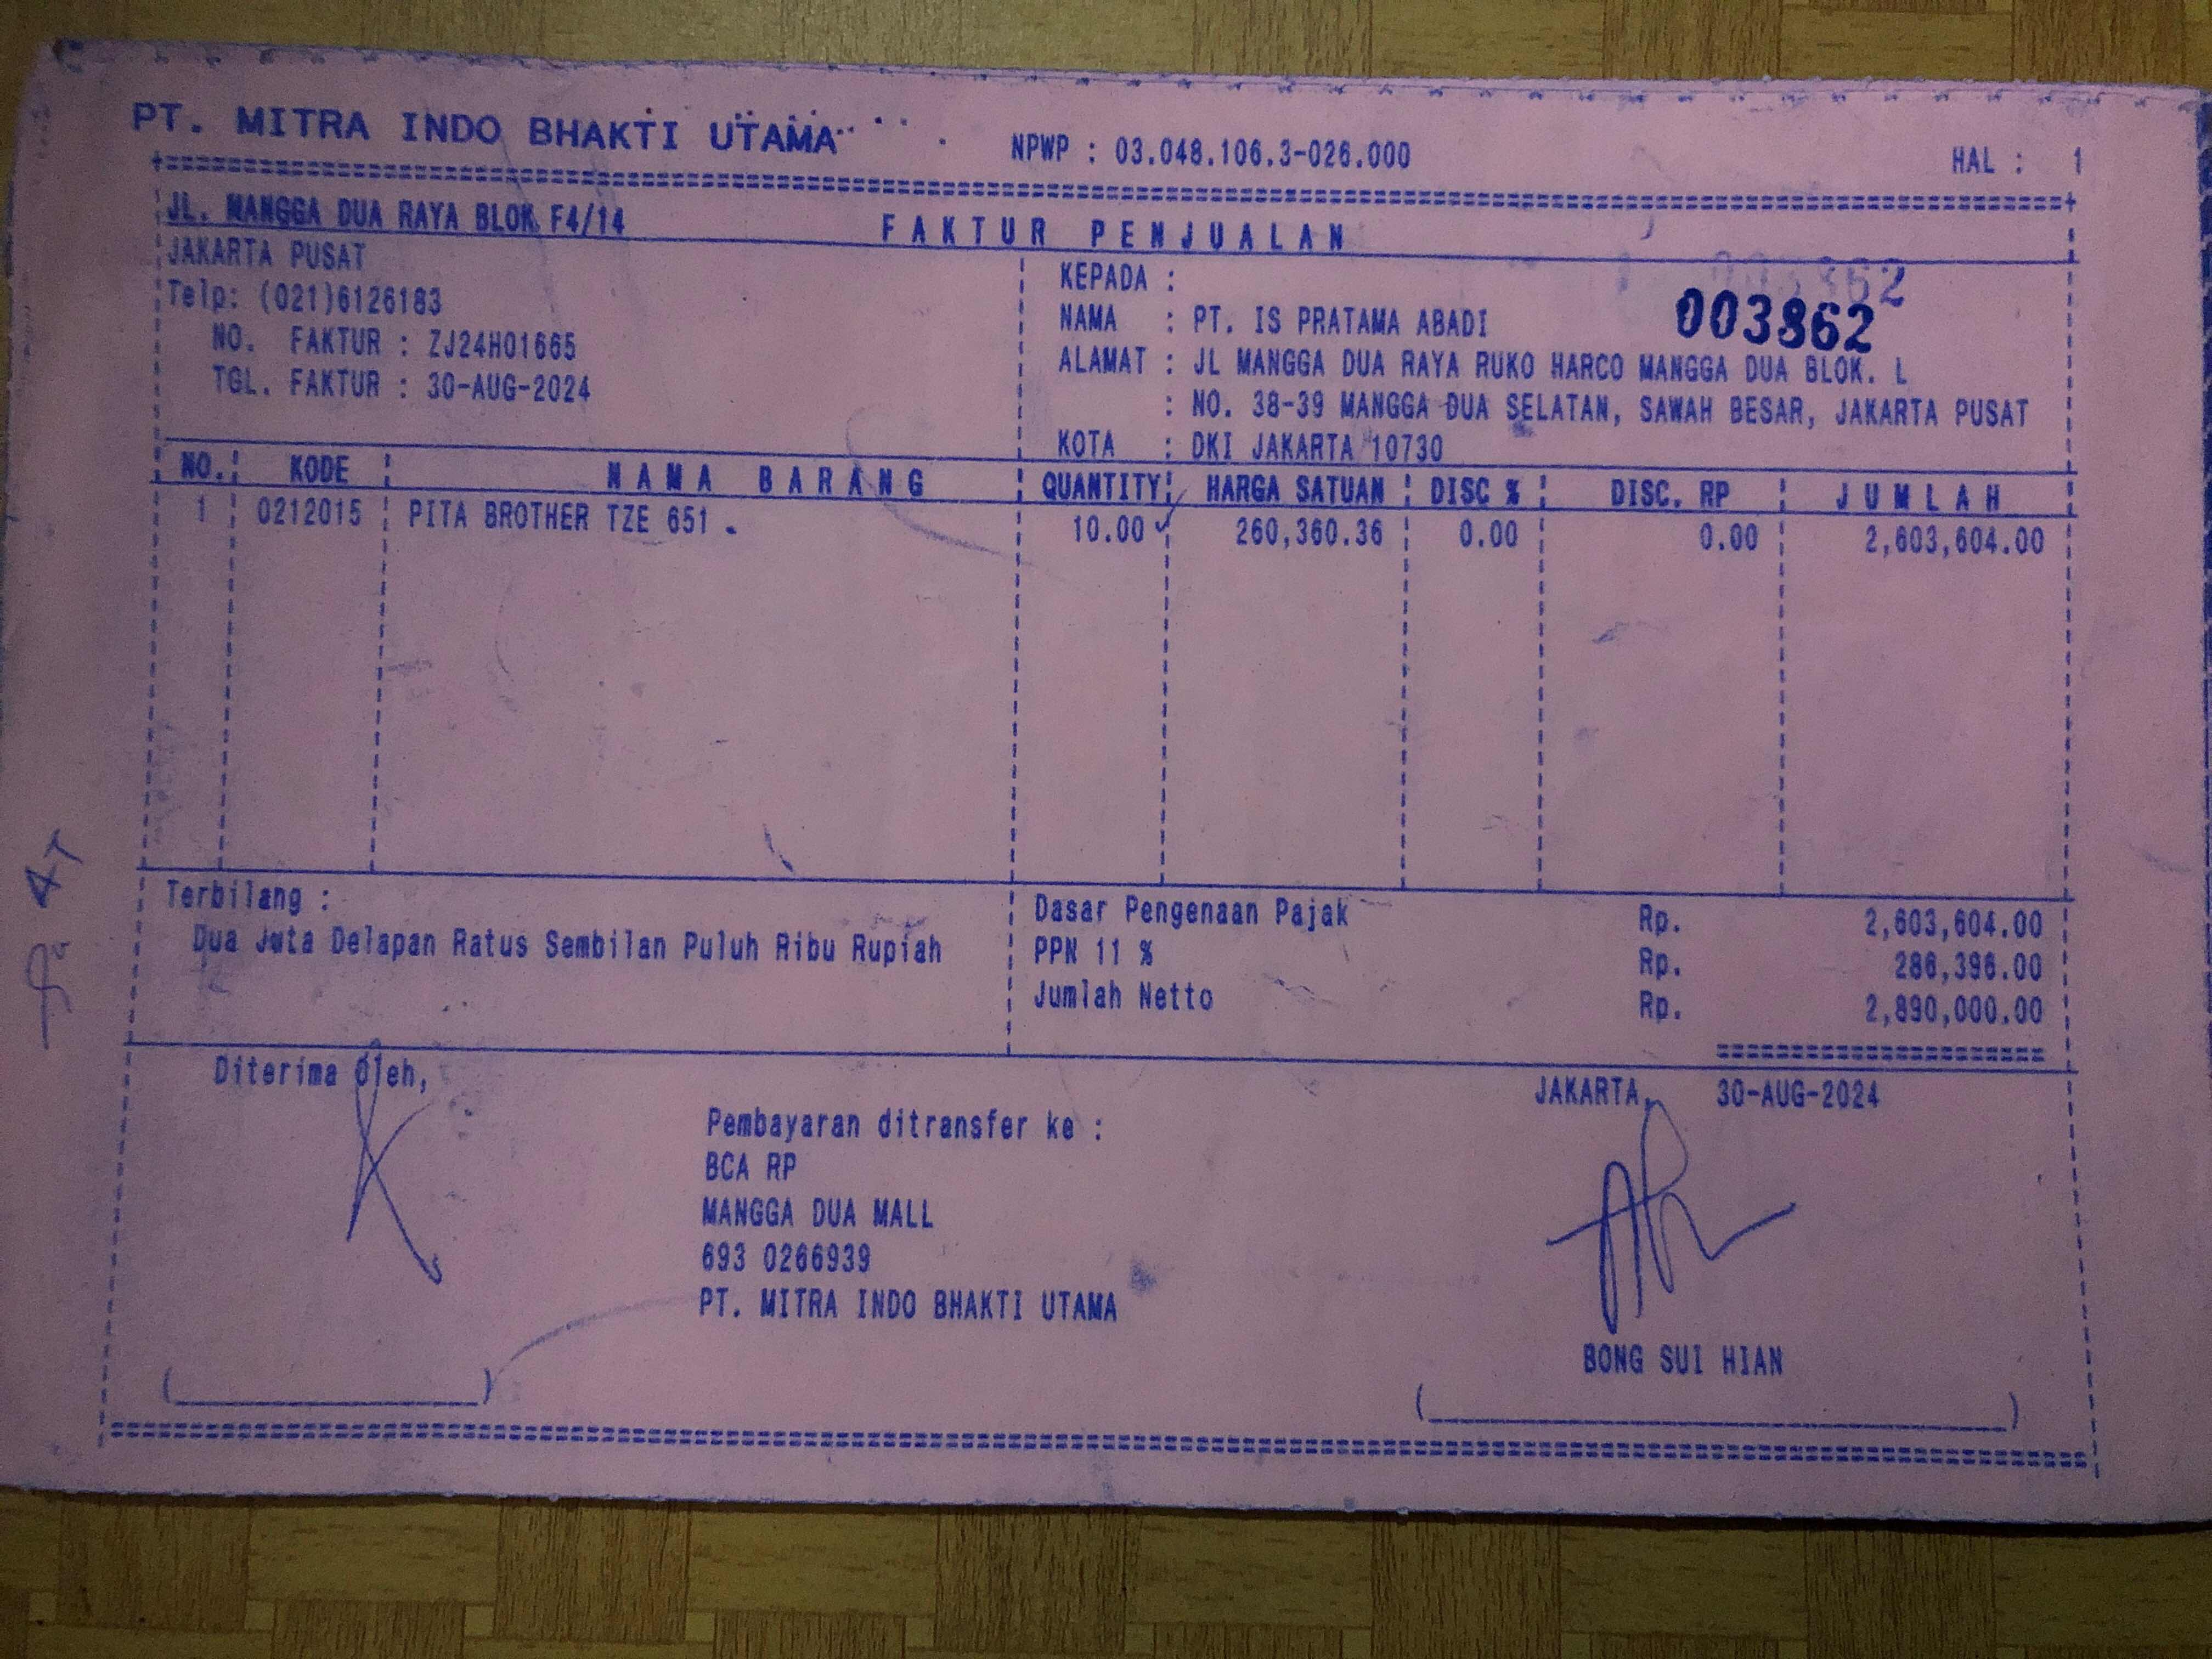 PT. MITRA INDO BHAKTI UTAMA NPWP : 03.048.106.3-026.000 HAL : 1
JL. MANGGA DUA RAYA BLOK F4/14
FAKTUR PENJUALAN
JAKARTA PUSAT
Telp: (021)6126183
NO. FAKTUR : ZJ24H01665
TGL. FAKTUR : 30-AUG-2024
KEPADA :
003862
NAMA : PT. IS PRATAMA ABADI
003862
ALAMAT : JL MANGGA DUA RAYA RUKO HARCO MANGGA DUA BLOK. L
: NO. 38-39 MANGGA DUA SELATAN, SAWAH BESAR, JAKARTA PUSAT
KOTA : DKI JAKARTA 10730
NO. KODE NAMA BARANG QUANTITY HARGA SATUAN DISC % DISC. RP JUMLAH
1 0212015 PITA BROTHER TZE 651 10.00 260,360.36 0.00 0.00 2,603,604.00
Terbilang :
Dua Juta Delapan Ratus Sembilan Puluh Ribu Rupiah
Dasar Pengenaan Pajak Rp. 2,603,604.00
PPN 11 % Rp. 286,396.00
Jumlah Netto Rp. 2,890,000.00
Diterima Oleh,
Pembayaran ditransfer ke :
BCA RP
MANGGA DUA MALL
693 0266939
PT. MITRA INDO BHAKTI UTAMA
JAKARTA, 30-AUG-2024
BONG SUI HIAN